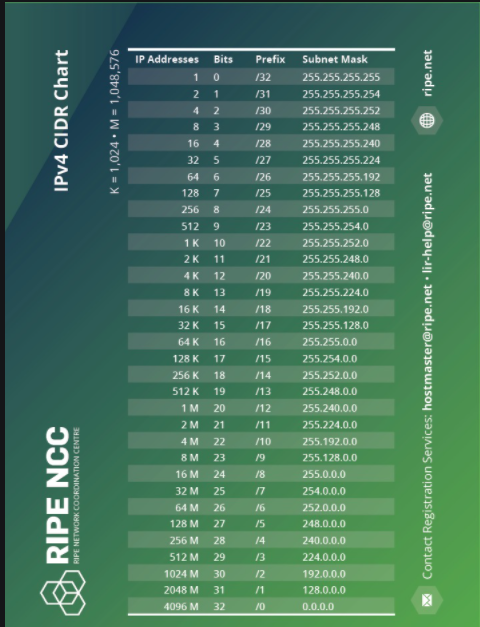 IPv4 CIDR Chart
K = 1,024 • M = 1,048,576
IP Addresses Bits Prefix Subnet Mask
1 0 /32 255.255.255.255
2 1 /31 255.255.255.254
4 2 /30 255.255.255.252
8 3 /29 255.255.255.248
16 4 /28 255.255.255.240
32 5 /27 255.255.255.224
64 6 /26 255.255.255.192
128 7 /25 255.255.255.128
256 8 /24 255.255.255.0
512 9 /23 255.255.254.0
1 K 10 /22 255.255.252.0
2 K 11 /21 255.255.248.0
4 K 12 /20 255.255.240.0
8 K 13 /19 255.255.224.0
16 K 14 /18 255.255.192.0
32 K 15 /17 255.255.128.0
64 K 16 /16 255.255.0.0
128 K 17 /15 255.254.0.0
256 K 18 /14 255.252.0.0
512 K 19 /13 255.248.0.0
1 M 20 /12 255.240.0.0
2 M 21 /11 255.224.0.0
4 M 22 /10 255.192.0.0
8 M 23 /9 255.128.0.0
16 M 24 /8 255.0.0.0
32 M 25 /7 254.0.0.0
64 M 26 /6 252.0.0.0
128 M 27 /5 248.0.0.0
256 M 28 /4 240.0.0.0
512 M 29 /3 224.0.0.0
1024 M 30 /2 192.0.0.0
2048 M 31 /1 128.0.0.0
4096 M 32 /0 0.0.0.0
RIPE NCC
RIPE NETWORK COORDINATION CENTRE
Contact Registration Services: hostmaster@ripe.net • lir-help@ripe.net
ripe.net